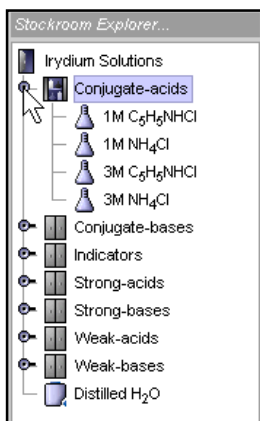 Stockroom Explorer...
Irydium Solutions
Conjugate-acids
1M C₅H₅NHCl
1M NH₄Cl
3M C₅H₅NHCl
3M NH₄Cl
Conjugate-bases
Indicators
Strong-acids
Strong-bases
Weak-acids
Weak-bases
Distilled H₂O